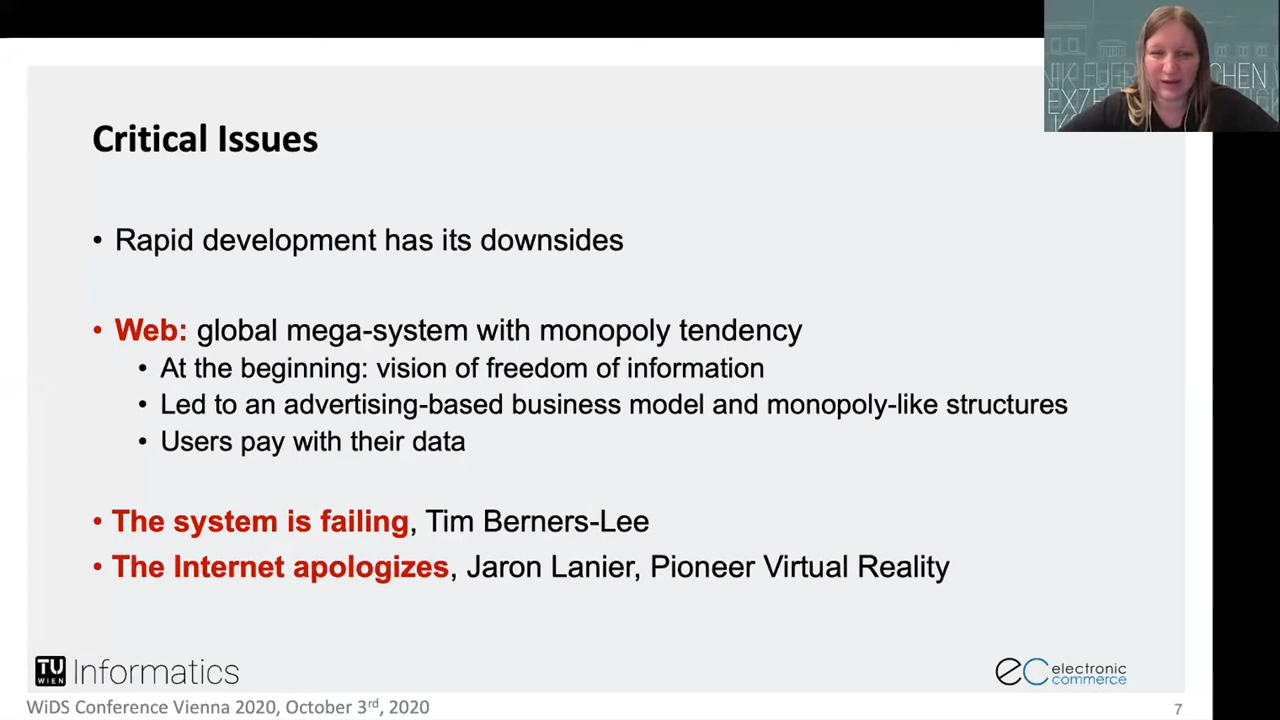 Critical Issues
• Rapid development has its downsides
• Web: global mega-system with monopoly tendency
• At the beginning: vision of freedom of information
• Led to an advertising-based business model and monopoly-like structures
• Users pay with their data
• The system is failing, Tim Berners-Lee
• The Internet apologizes, Jaron Lanier, Pioneer Virtual Reality
TU WIEN Informatics
eC electronic commerce
WiDS Conference Vienna 2020, October 3rd, 2020
7